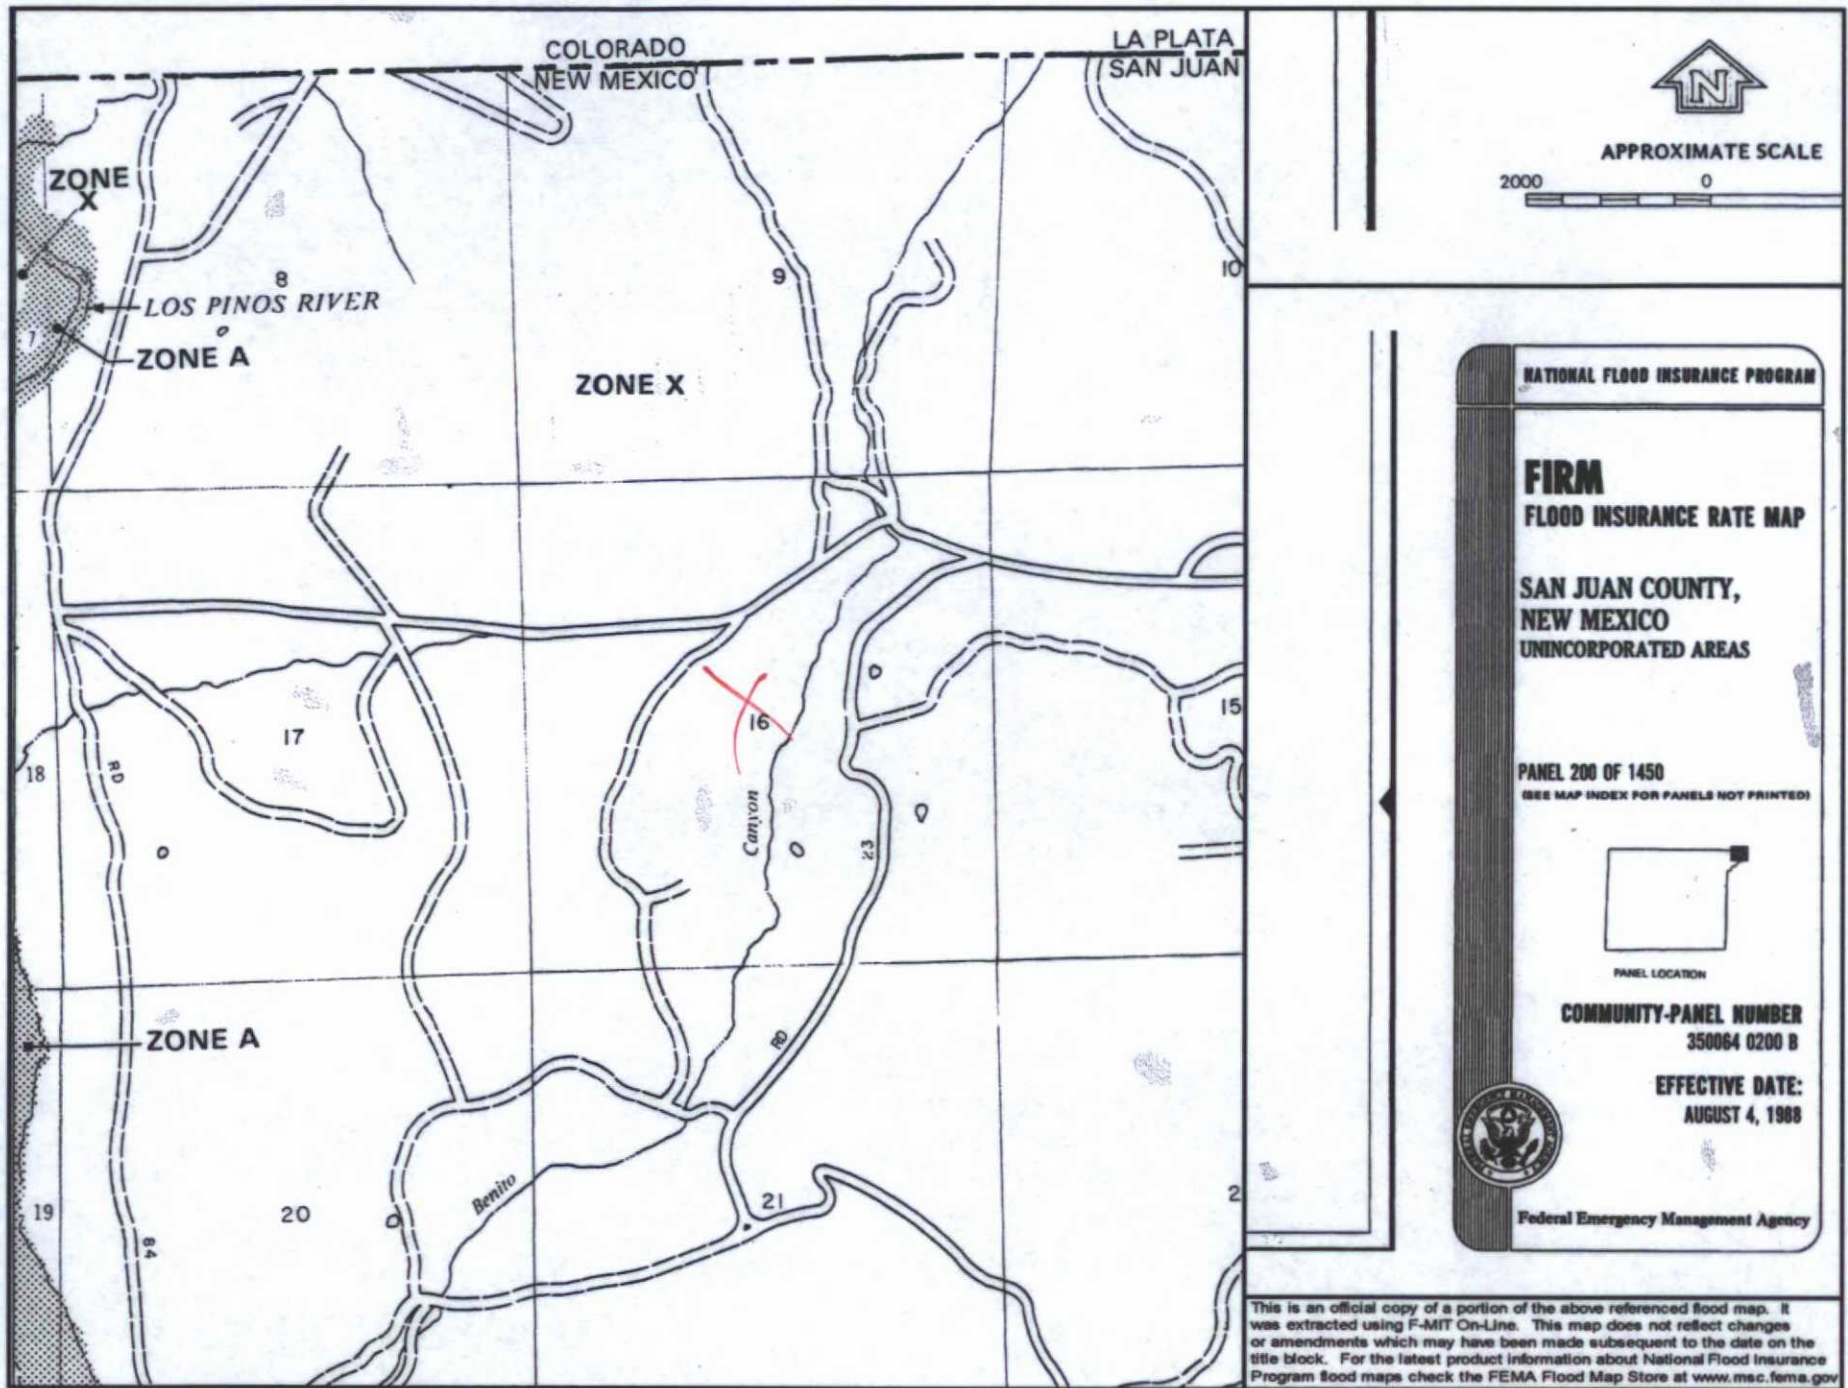 COLORADO
NEW MEXICO
LA PLATA
SAN JUAN
ZONE
X
8
9
10
LOS PINOS RIVER
7
ZONE A
ZONE X
16
17
15
18
RD
Canyon
23
ZONE A
RD
Benito
21
2
19
20
84
N
APPROXIMATE SCALE
2000 0
NATIONAL FLOOD INSURANCE PROGRAM
FIRM
FLOOD INSURANCE RATE MAP
SAN JUAN COUNTY,
NEW MEXICO
UNINCORPORATED AREAS
PANEL 200 OF 1450
(SEE MAP INDEX FOR PANELS NOT PRINTED)
PANEL LOCATION
COMMUNITY-PANEL NUMBER
350064 0200 B
EFFECTIVE DATE:
AUGUST 4, 1988
Federal Emergency Management Agency
This is an official copy of a portion of the above referenced flood map. It
was extracted using F-MIT On-Line. This map does not reflect changes
or amendments which may have been made subsequent to the date on the
title block. For the latest product information about National Flood Insurance
Program flood maps check the FEMA Flood Map Store at www.msc.fema.gov